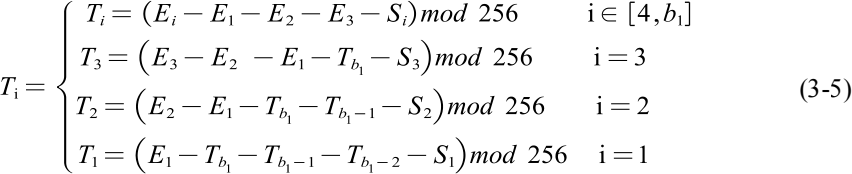 T_i = (E_i − E_1 − E_2 − E_3 − S_i) mod 256 i ∈ [4, b_1]
T_3 = (E_3 − E_2 − E_1 − T_{b_1} − S_3) mod 256 i = 3
T_i = { (3-5)
T_2 = (E_2 − E_1 − T_{b_1} − T_{b_1−1} − S_2) mod 256 i = 2
T_1 = (E_1 − T_{b_1} − T_{b_1−1} − T_{b_1−2} − S_1) mod 256 i = 1